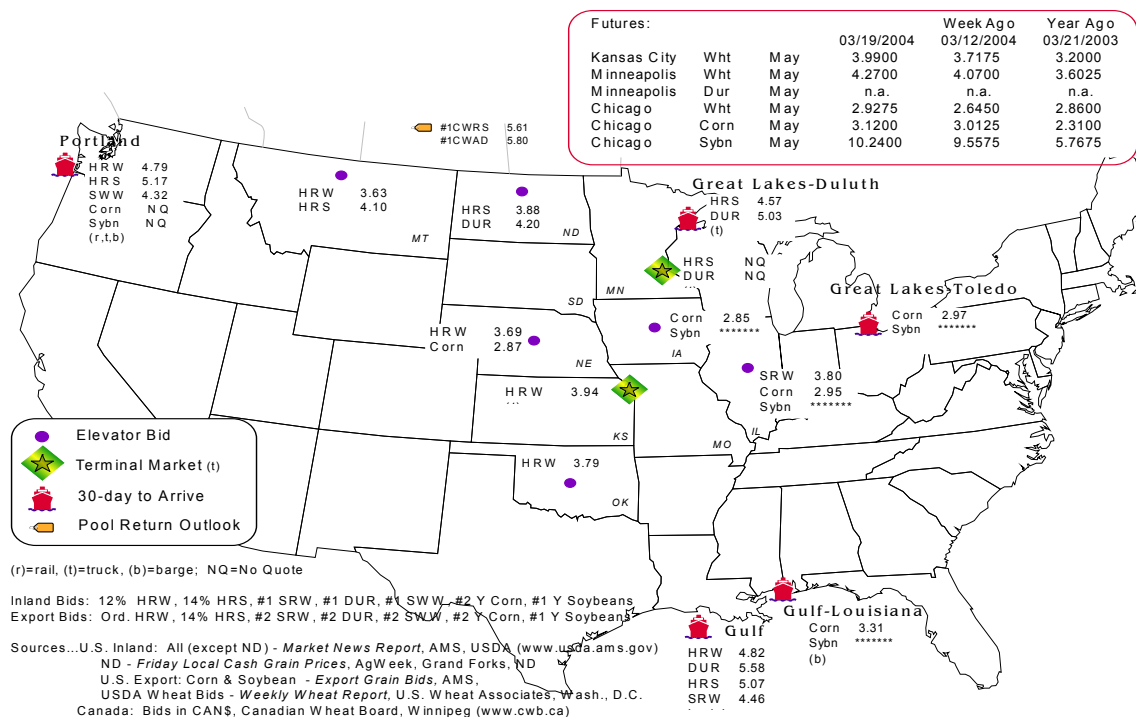 Futures: Week Ago Year Ago
03/19/2004 03/12/2004 03/21/2003
Kansas City Wht May 3.9900 3.7175 3.2000
Minneapolis Wht May 4.2700 4.0700 3.6025
Minneapolis Dur May n.a. n.a. n.a.
Chicago Wht May 2.9275 2.6450 2.8600
Chicago Corn May 3.1200 3.0125 2.3100
Chicago Sybn May 10.2400 9.5575 5.7675
#1CWRS 5.61
#1CWAD 5.80
Portland
HRW 4.79
HRS 5.17
SWW 4.32
Corn NQ
Sybn NQ
(r,t,b)
HRW 3.63
HRS 4.10
MT
HRS 3.88
DUR 4.20
ND
Great Lakes-Duluth
HRS 4.57
DUR 5.03
(t)
HRS NQ
DUR NQ
MN
SD
Great Lakes-Toledo
Corn 2.97
Sybn *******
Corn 2.85
Sybn *******
IA
HRW 3.69
Corn 2.87
NE
SRW 3.80
Corn 2.95
Sybn *******
IL
HRW 3.94
KS
MO
HRW 3.79
OK
Elevator Bid
Terminal Market (t)
30-day to Arrive
Pool Return Outlook
(r)=rail, (t)=truck, (b)=barge; NQ=No Quote
Inland Bids: 12% HRW, 14% HRS, #1 SRW, #1 DUR, #1 SWW, #2 Y Corn, #1 Y Soybeans
Export Bids: Ord. HRW, 14% HRS, #2 SRW, #2 DUR, #2 SWW, #2 Y Corn, #1 Y Soybeans
Gulf-Louisiana
Corn 3.31
Sybn *******
(b)
Gulf
HRW 4.82
DUR 5.58
HRS 5.07
SRW 4.46
Sources...U.S. Inland: All (except ND) - Market News Report, AMS, USDA (www.usda.ams.gov)
ND - Friday Local Cash Grain Prices, AgWeek, Grand Forks, ND
U.S. Export: Corn & Soybean - Export Grain Bids, AMS,
USDA Wheat Bids - Weekly Wheat Report, U.S. Wheat Associates, Wash., D.C.
Canada: Bids in CAN$, Canadian Wheat Board, Winnipeg (www.cwb.ca)